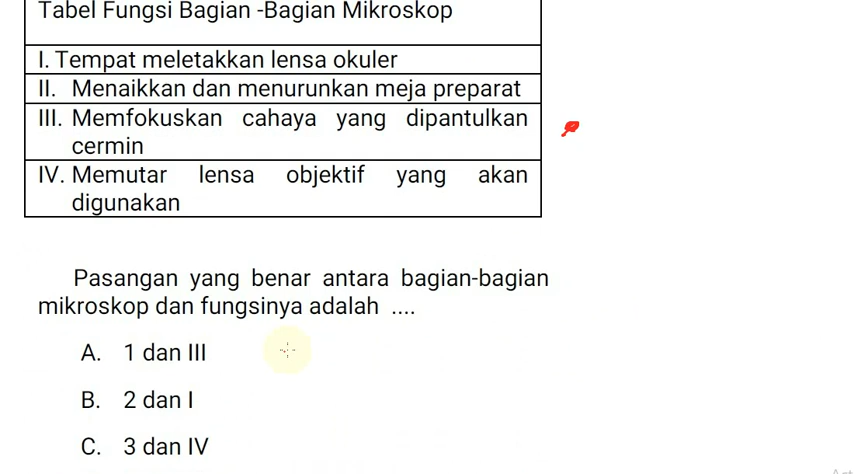 Tabel Fungsi Bagian -Bagian Mikroskop
I. Tempat meletakkan lensa okuler
II. Menaikkan dan menurunkan meja preparat
III. Memfokuskan cahaya yang dipantulkan
cermin
IV. Memutar lensa objektif yang akan
digunakan
Pasangan yang benar antara bagian-bagian
mikroskop dan fungsinya adalah ....
A. 1 dan III
B. 2 dan I
C. 3 dan IV